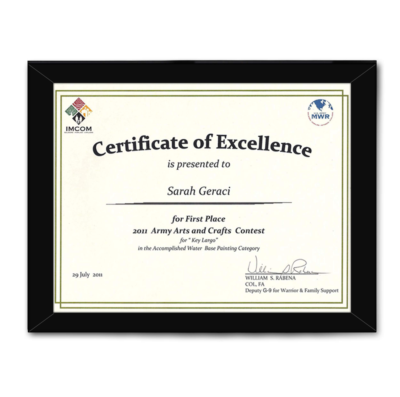 IMCOM
MWR
Certificate of Excellence
is presented to
Sarah Geraci
for First Place
2011 Army Arts and Crafts Contest
for "Key Largo"
in the Accomplished Water Base Painting Category
29 July 2011
WILLIAM S. RABENA
COL, FA
Deputy G-9 for Warrior & Family Support